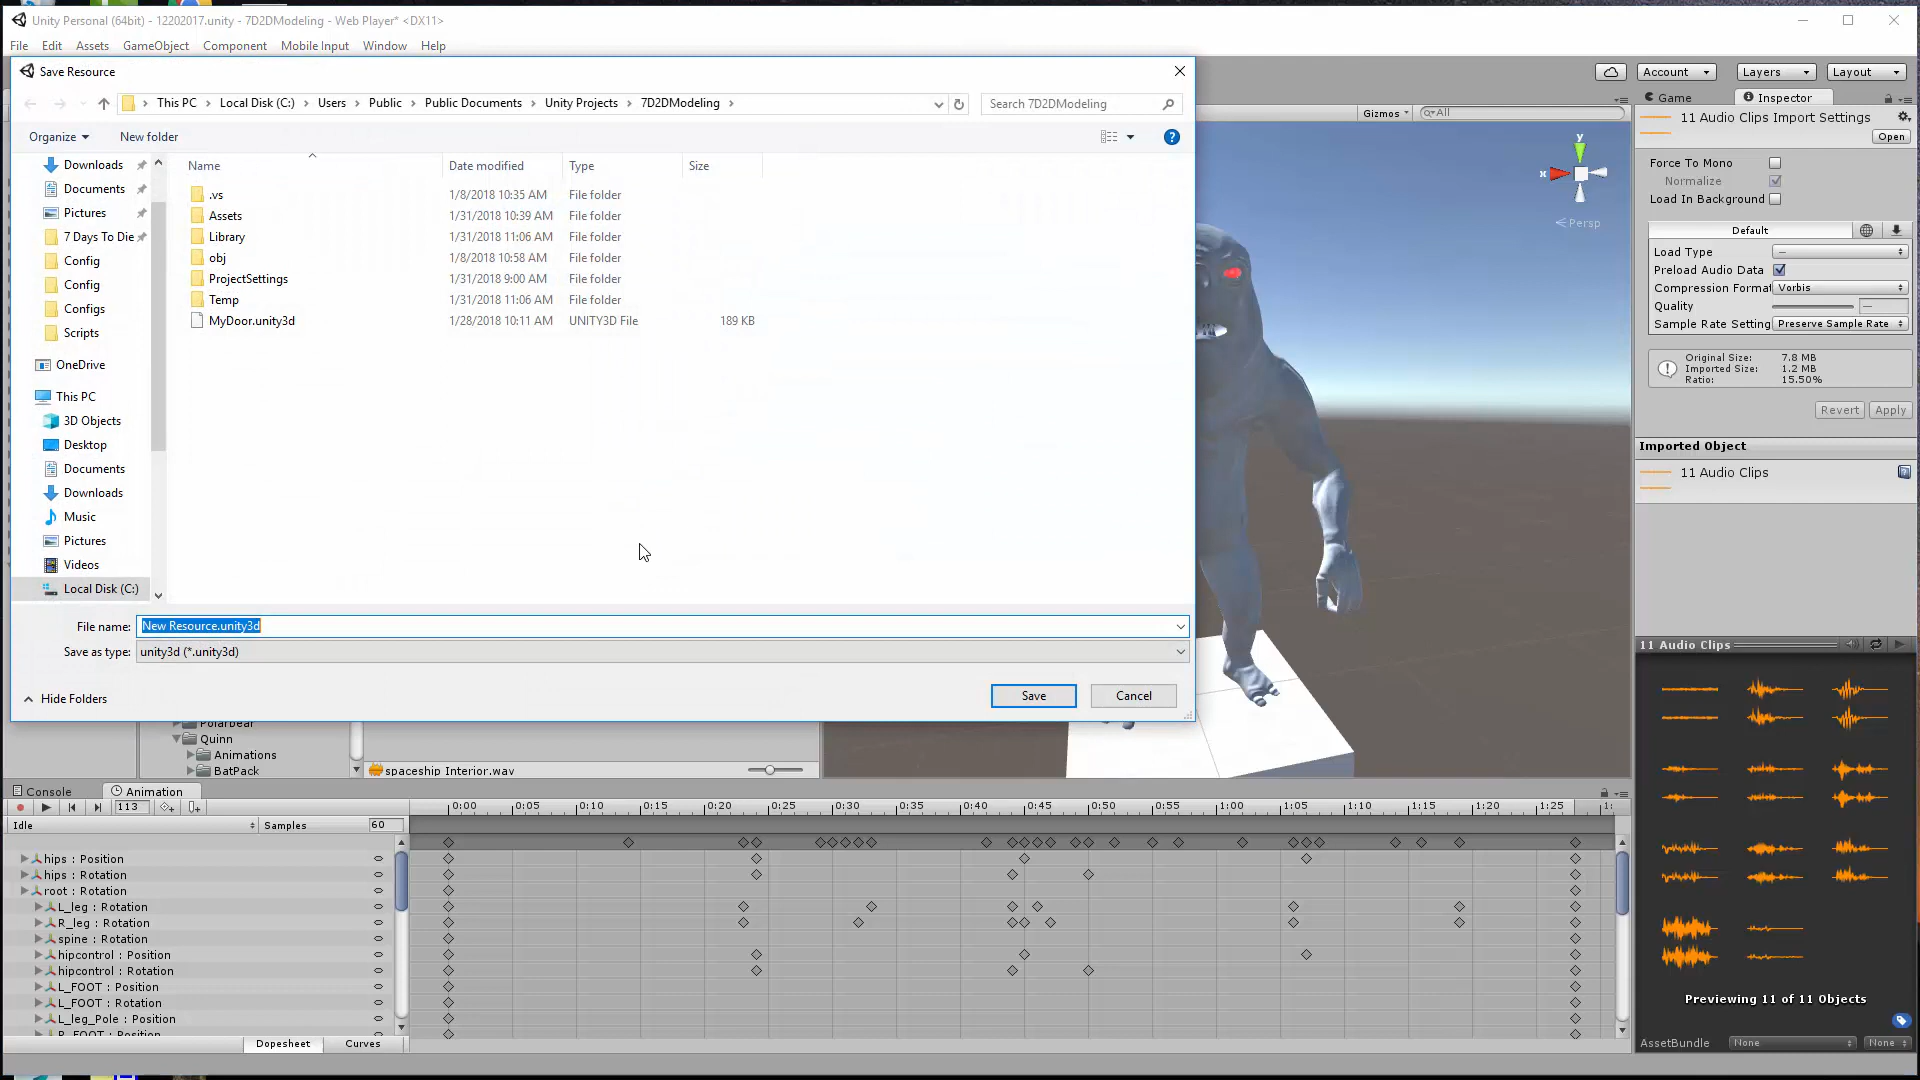 Unity Personal (64bit) - 12202017.unity - 7D2DModeling - Web Player* <DX11>
File Edit Assets GameObject Component Mobile Input Window Help
Save Resource
This PC > Local Disk (C:) > Users > Public > Public Documents > Unity Projects > 7D2DModeling >
Search 7D2DModeling
Organize New folder
Name Date modified Type Size
.vs 1/8/2018 10:35 AM File folder
Assets 1/31/2018 10:39 AM File folder
Library 1/31/2018 11:06 AM File folder
obj 1/8/2018 10:58 AM File folder
ProjectSettings 1/31/2018 9:00 AM File folder
Temp 1/31/2018 11:06 AM File folder
MyDoor.unity3d 1/28/2018 10:11 AM UNITY3D File 189 KB
Downloads
Documents
Pictures
7 Days To Die
Config
Config
Configs
Scripts
OneDrive
This PC
3D Objects
Desktop
Documents
Downloads
Music
Pictures
Videos
Local Disk (C:)
File name: New Resource.unity3d
Save as type: unity3d (*.unity3d)
Hide Folders
Save Cancel
Account Layers Layout
Game Inspector
Gizmos All
y
x
Persp
11 Audio Clips Import Settings
Open
Force To Mono
Normalize
Load In Background
Default
Load Type —
Preload Audio Data
Compression Format Vorbis
Quality —
Sample Rate Setting Preserve Sample Rate
Original Size: 7.8 MB
Imported Size: 1.2 MB
Ratio: 15.50%
Revert Apply
Imported Object
11 Audio Clips
11 Audio Clips
Previewing 11 of 11 Objects
AssetBundle None None
Polarbear
Quinn
Animations
BatPack
spaceship Interior.wav
Console Animation
113
0:00 0:05 0:10 0:15 0:20 0:25 0:30 0:35 0:40 0:45 0:50 0:55 1:00 1:05 1:10 1:15 1:20 1:25 1:
Idle Samples 60
hips : Position
hips : Rotation
root : Rotation
L_leg : Rotation
R_leg : Rotation
spine : Rotation
hipcontrol : Position
hipcontrol : Rotation
L_FOOT : Position
L_FOOT : Rotation
L_leg_Pole : Position
R_FOOT : Position
Dopesheet Curves